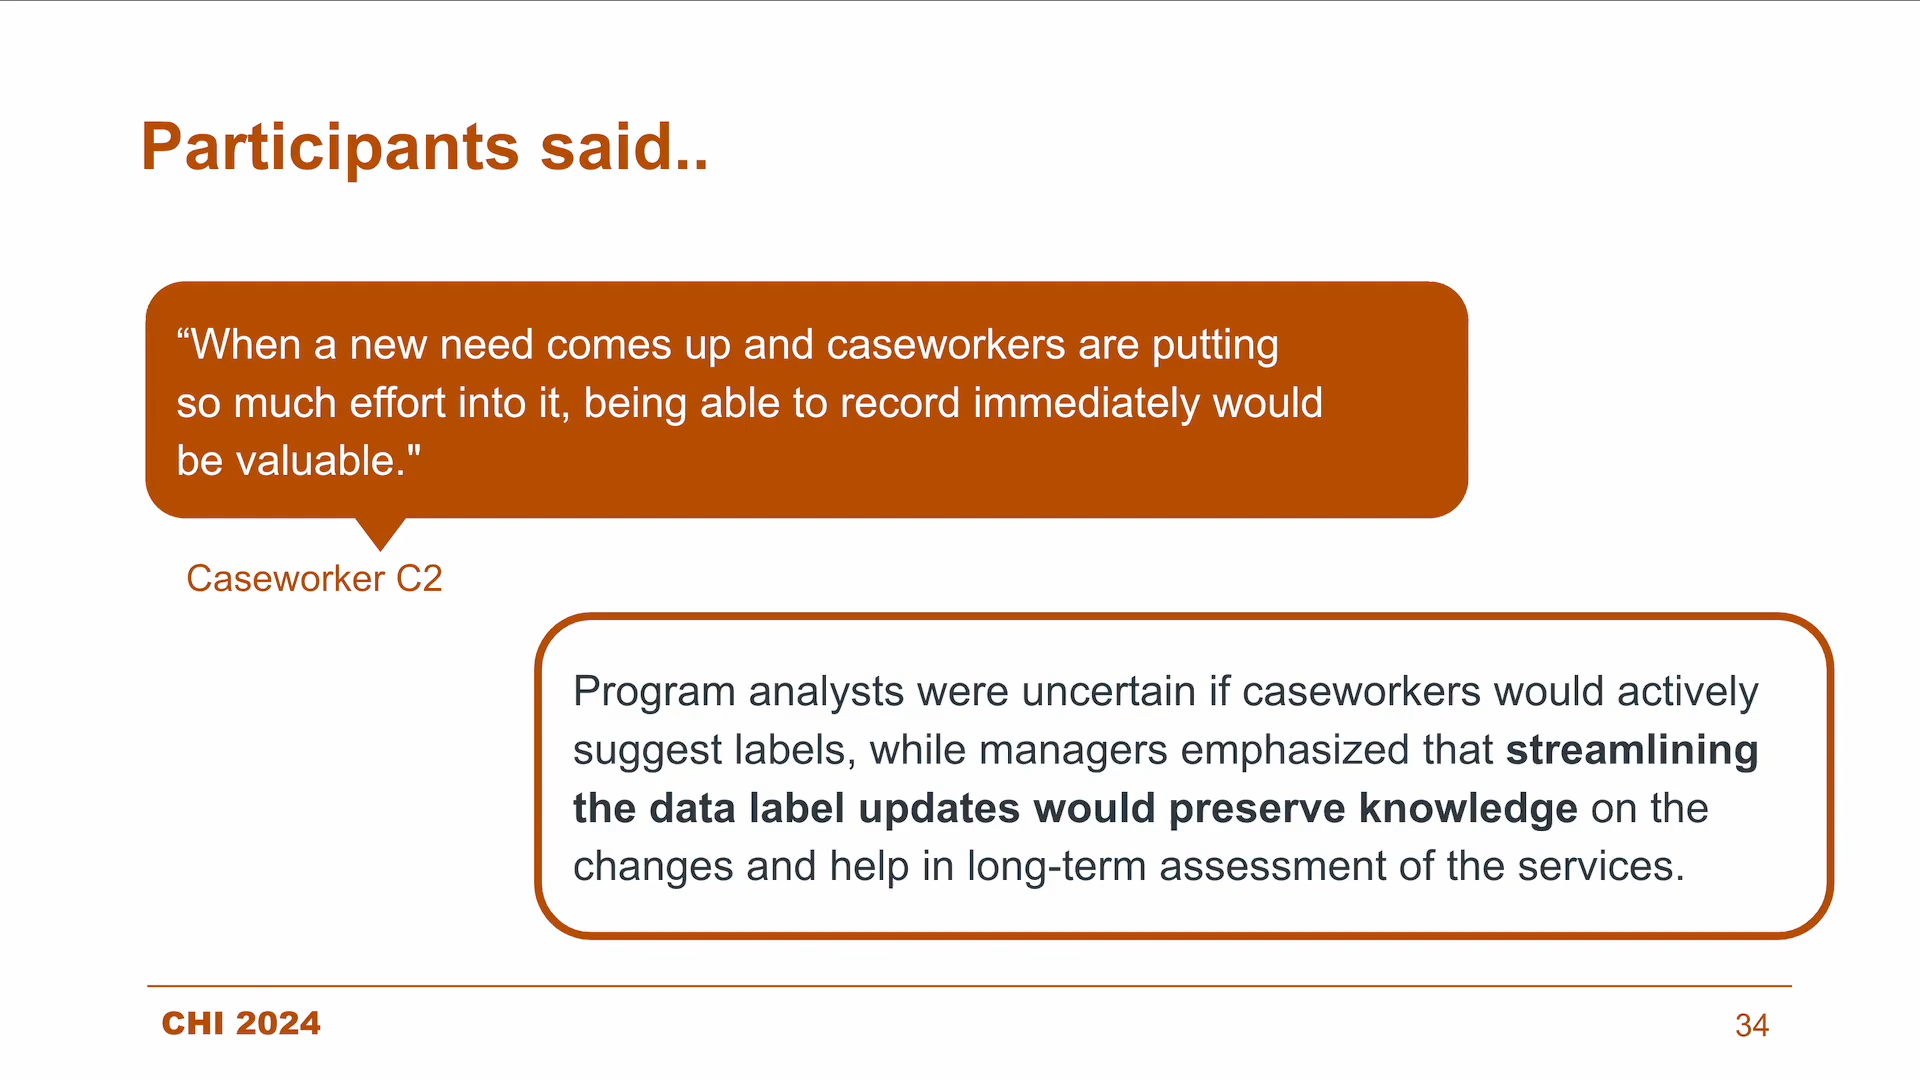 Participants said..
“When a new need comes up and caseworkers are putting
so much effort into it, being able to record immediately would
be valuable."
Caseworker C2
Program analysts were uncertain if caseworkers would actively
suggest labels, while managers emphasized that streamlining
the data label updates would preserve knowledge on the
changes and help in long-term assessment of the services.
CHI 2024
34